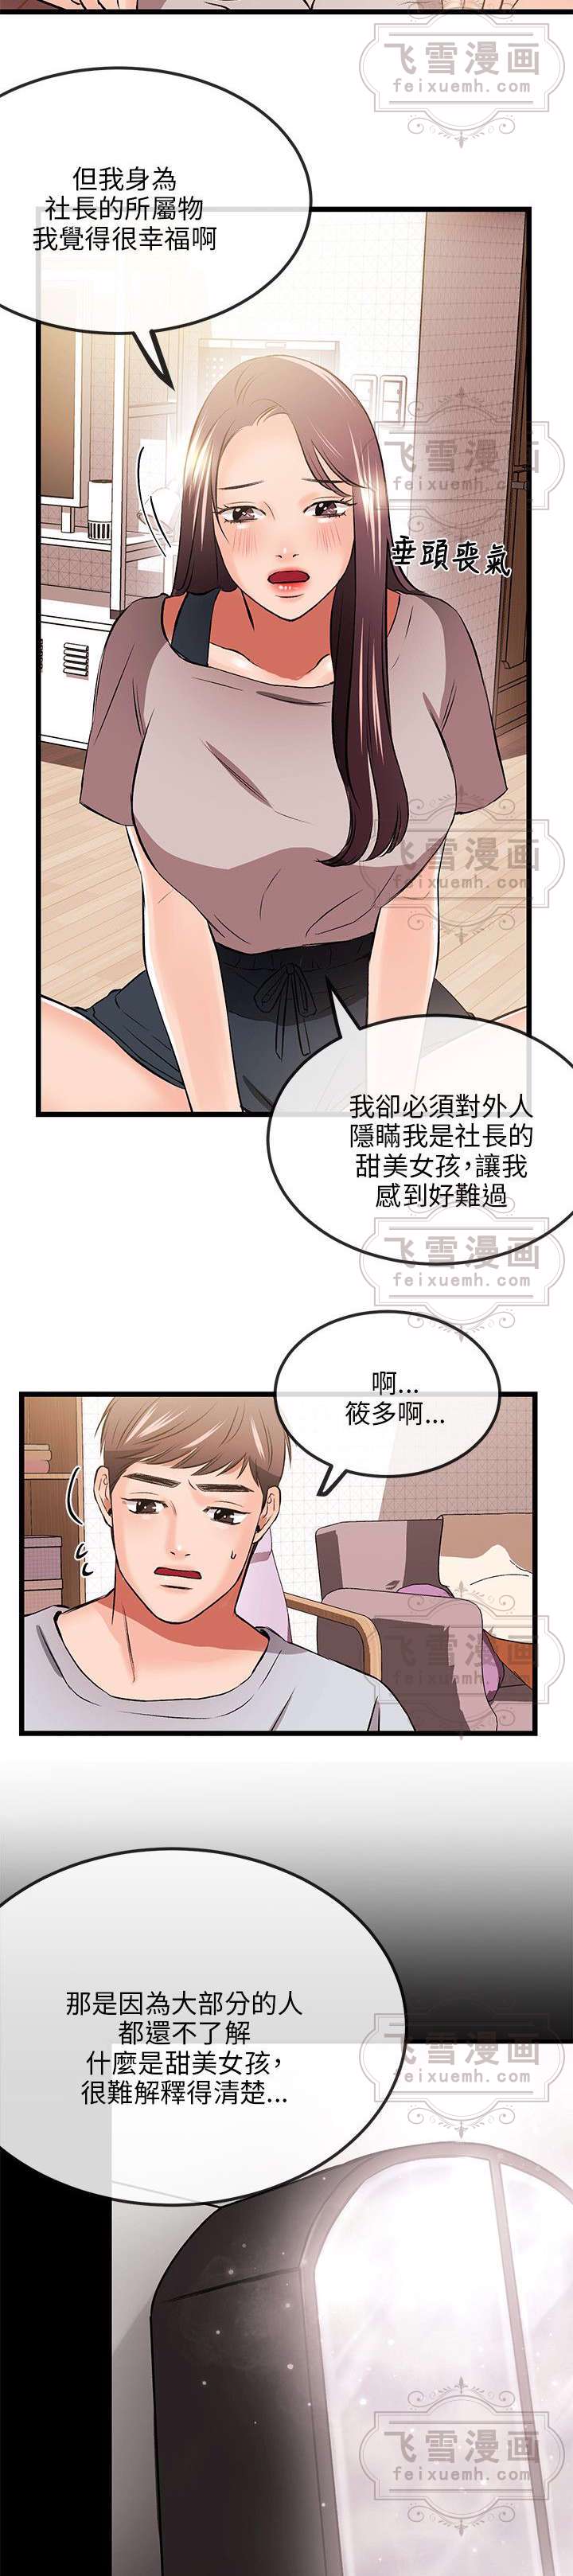 飞雪漫画
feixuemh.com
但我身為
社長的所屬物
我覺得很幸福啊
飞雪漫画
feixuemh.com
垂頭喪氣
飞雪漫画
feixuemh.com
我卻必須對外人
隱瞞我是社長的
甜美女孩,讓我
感到好難過
飞雪漫画
feixuemh.com
啊...
筱多啊...
飞雪漫画
feixuemh.com
那是因為大部分的人
都還不了解
什麼是甜美女孩,
很難解釋得清楚...
飞雪漫画
feixuemh.com
飞雪漫画
feixuemh.com